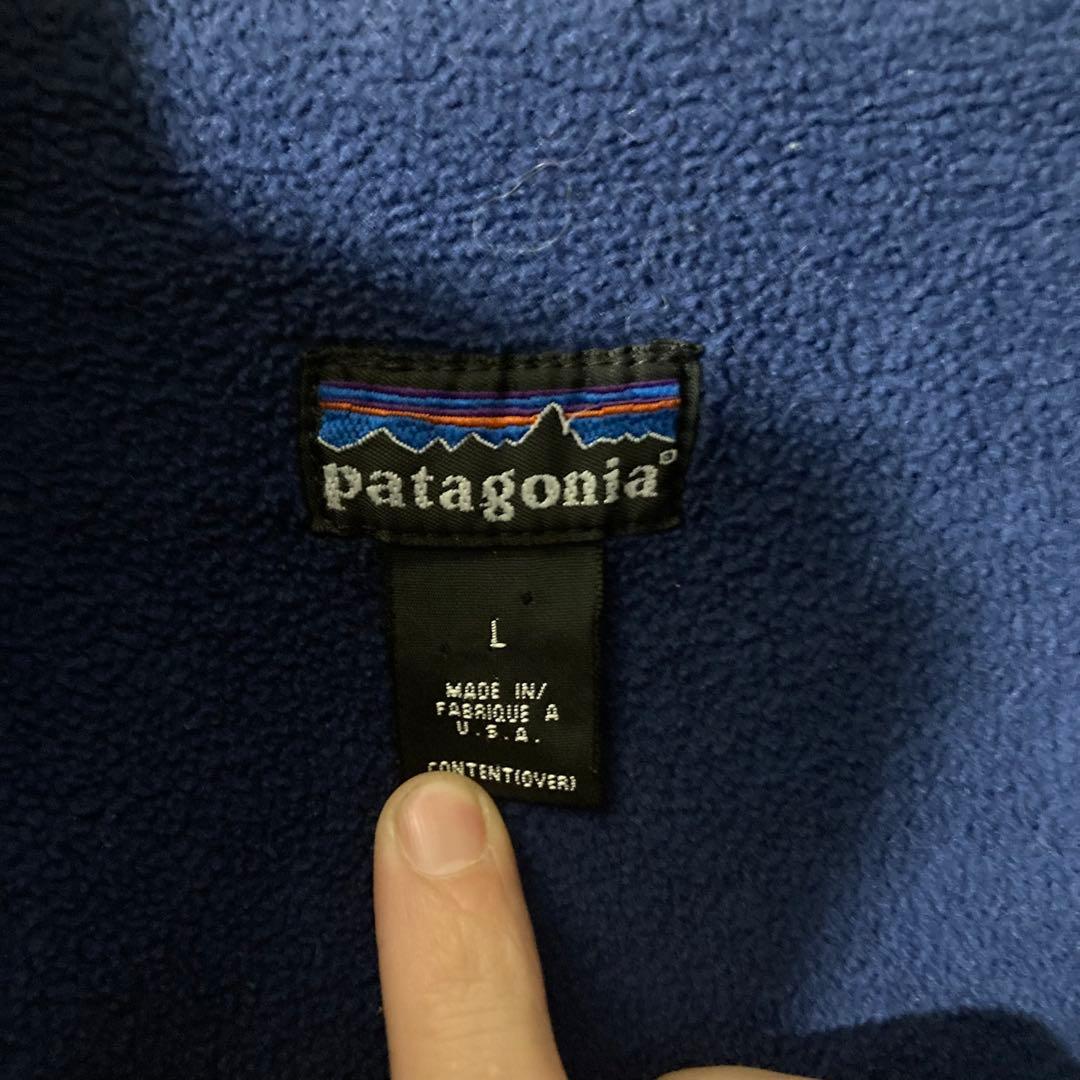 patagonia®
L
MADE IN/
FABRIQUE A
U.S.A.
CONTENT(OVER)